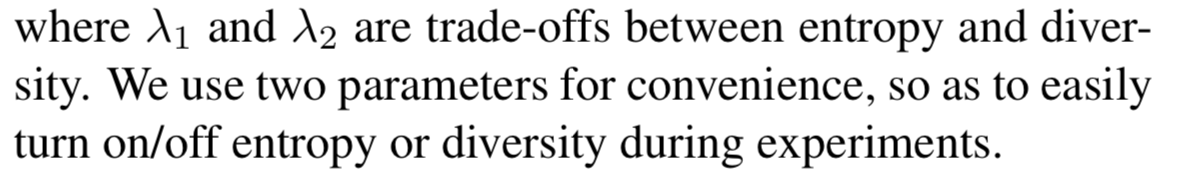 where λ₁ and λ₂ are trade-offs between entropy and diver-
sity. We use two parameters for convenience, so as to easily
turn on/off entropy or diversity during experiments.